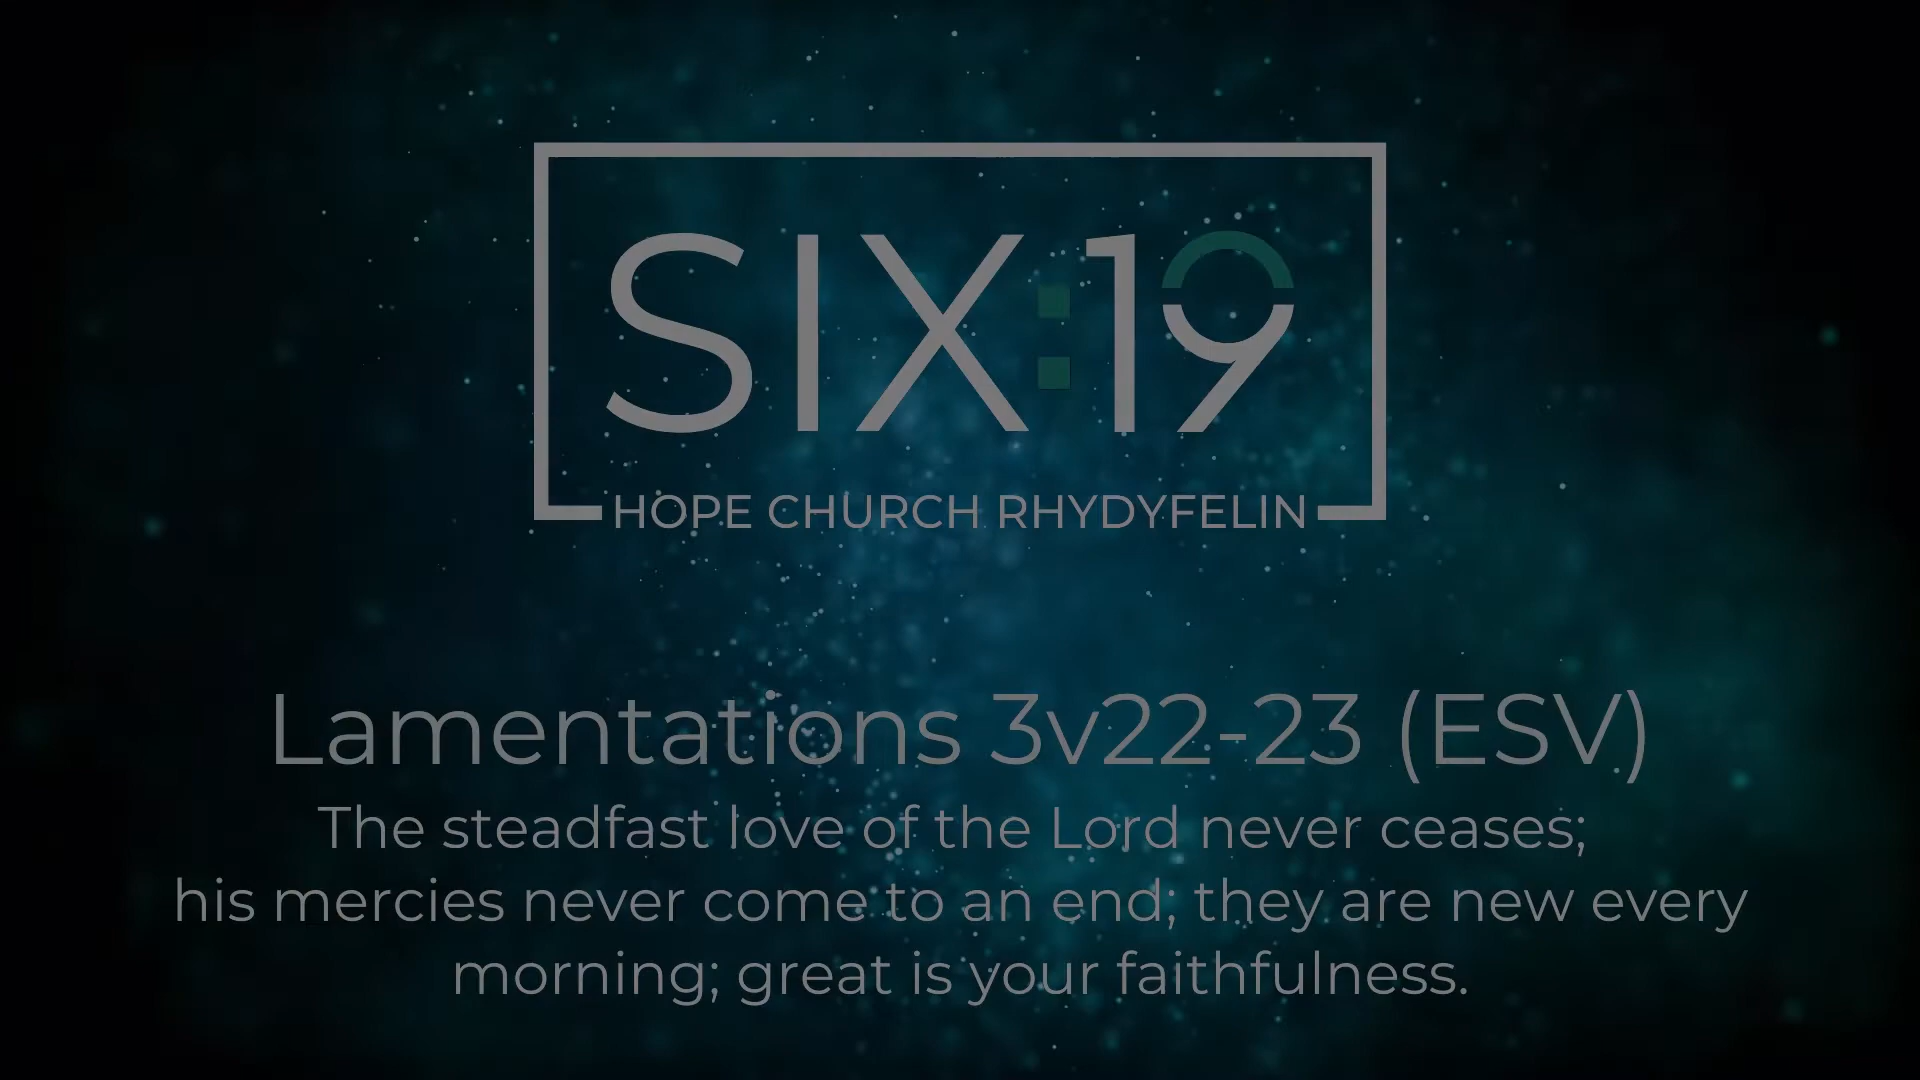 SIX:19
HOPE CHURCH RHYDYFELIN
Lamentations 3v22-23 (ESV)
The steadfast love of the Lord never ceases;
his mercies never come to an end; they are new every
morning; great is your faithfulness.